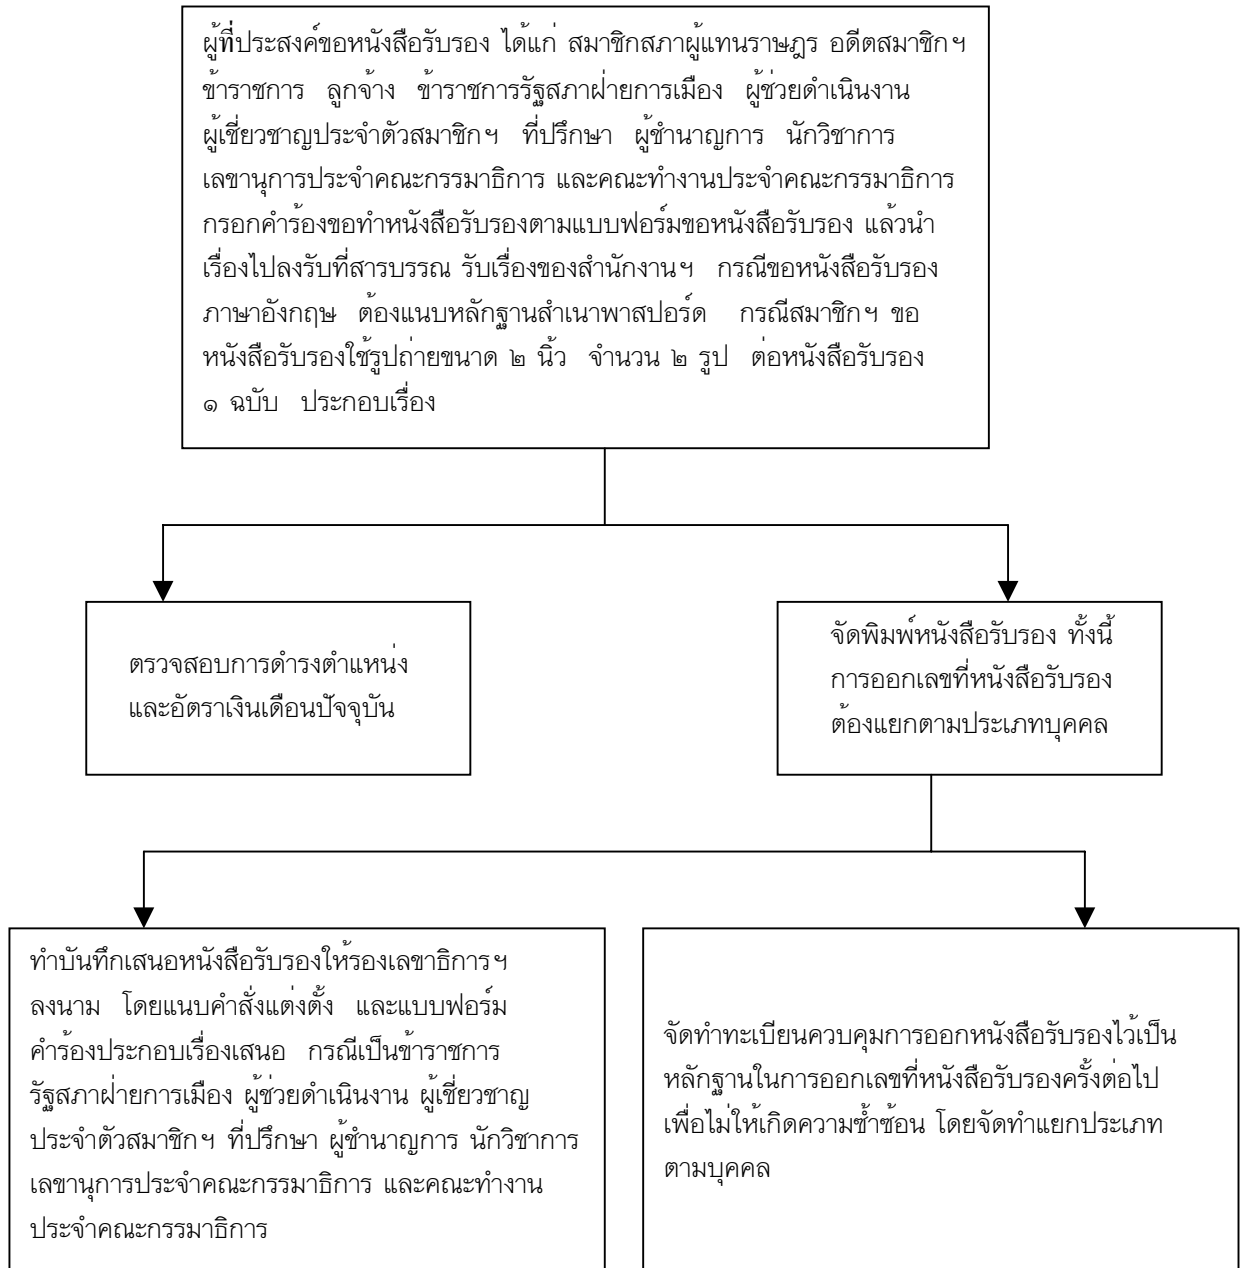 ผู้ที่ประสงค์ขอหนังสือรับรอง ได้แก่ สมาชิกสภาผู้แทนราษฎร อดีตสมาชิกฯ
ข้าราชการ ลูกจ้าง ข้าราชการรัฐสภาฝ่ายการเมือง ผู้ช่วยดำเนินงาน
ผู้เชี่ยวชาญประจำตัวสมาชิกฯ ที่ปรึกษา ผู้ชำนาญการ นักวิชาการ
เลขานุการประจำคณะกรรมาธิการ และคณะทำงานประจำคณะกรรมาธิการ
กรอกคำร้องขอทำหนังสือรับรองตามแบบฟอร์มขอหนังสือรับรอง แล้วนำ
เรื่องไปลงรับที่สารบรรณ รับเรื่องของสำนักงานฯ กรณีขอหนังสือรับรอง
ภาษาอังกฤษ ต้องแนบหลักฐานสำเนาพาสปอร์ด กรณีสมาชิกฯ ขอ
หนังสือรับรองใช้รูปถ่ายขนาด ๒ นิ้ว จำนวน ๒ รูป ต่อหนังสือรับรอง
๑ ฉบับ ประกอบเรื่อง
ตรวจสอบการดำรงตำแหน่ง
และอัตราเงินเดือนปัจจุบัน
จัดพิมพ์หนังสือรับรอง ทั้งนี้
การออกเลขที่หนังสือรับรอง
ต้องแยกตามประเภทบุคคล
ทำบันทึกเสนอหนังสือรับรองให้รองเลขาธิการฯ
ลงนาม โดยแนบคำสั่งแต่งตั้ง และแบบฟอร์ม
คำร้องประกอบเรื่องเสนอ กรณีเป็นข้าราชการ
รัฐสภาฝ่ายการเมือง ผู้ช่วยดำเนินงาน ผู้เชี่ยวชาญ
ประจำตัวสมาชิกฯ ที่ปรึกษา ผู้ชำนาญการ นักวิชาการ
เลขานุการประจำคณะกรรมาธิการ และคณะทำงาน
ประจำคณะกรรมาธิการ
จัดทำทะเบียนควบคุมการออกหนังสือรับรองไว้เป็น
หลักฐานในการออกเลขที่หนังสือรับรองครั้งต่อไป
เพื่อไม่ให้เกิดความซ้ำซ้อน โดยจัดทำแยกประเภท
ตามบุคคล